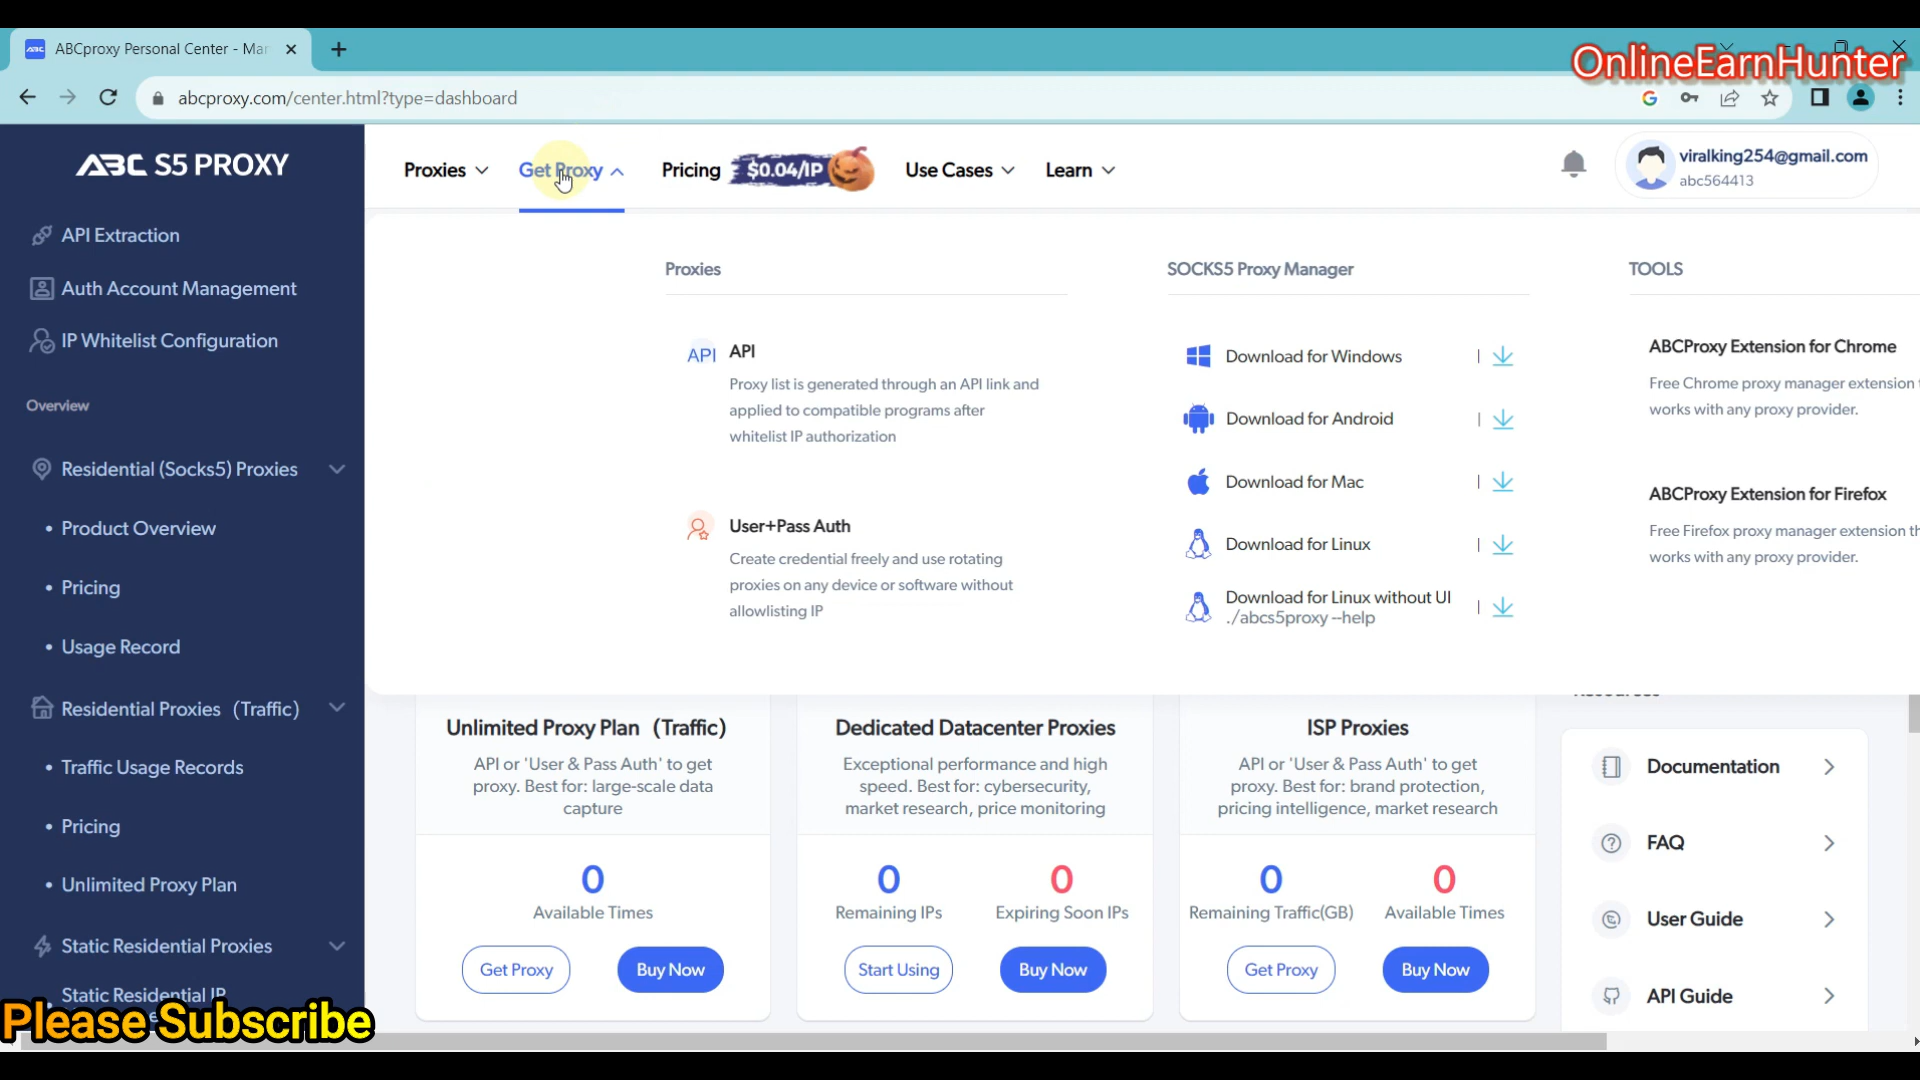 ABCproxy Personal Center - Mar
OnlineEarnHunter
abcproxy.com/center.html?type=dashboard
ABC S5 PROXY
Proxies
Get Proxy
Pricing
$0.04/IP
Use Cases
Learn
viralking254@gmail.com
abc564413
API Extraction
Auth Account Management
IP Whitelist Configuration
Overview
Residential (Socks5) Proxies
Product Overview
Pricing
Usage Record
Residential Proxies（Traffic）
Traffic Usage Records
Pricing
Unlimited Proxy Plan
Static Residential Proxies
Static Residential IP
Please Subscribe
Proxies
API
API
Proxy list is generated through an API link and
applied to compatible programs after
whitelist IP authorization
User+Pass Auth
Create credential freely and use rotating
proxies on any device or software without
allowlisting IP
SOCKS5 Proxy Manager
Download for Windows
Download for Android
Download for Mac
Download for Linux
Download for Linux without UI
./abcs5proxy --help
TOOLS
ABCProxy Extension for Chrome
Free Chrome proxy manager extension
works with any proxy provider.
ABCProxy Extension for Firefox
Free Firefox proxy manager extension th
works with any proxy provider.
Unlimited Proxy Plan（Traffic）
API or 'User & Pass Auth' to get
proxy. Best for: large-scale data
capture
0
Available Times
Get Proxy
Buy Now
Dedicated Datacenter Proxies
Exceptional performance and high
speed. Best for: cybersecurity,
market research, price monitoring
0
Remaining IPs
0
Expiring Soon IPs
Start Using
Buy Now
ISP Proxies
API or 'User & Pass Auth' to get
proxy. Best for: brand protection,
pricing intelligence, market research
0
Remaining Traffic(GB)
0
Available Times
Get Proxy
Buy Now
Documentation
FAQ
User Guide
API Guide